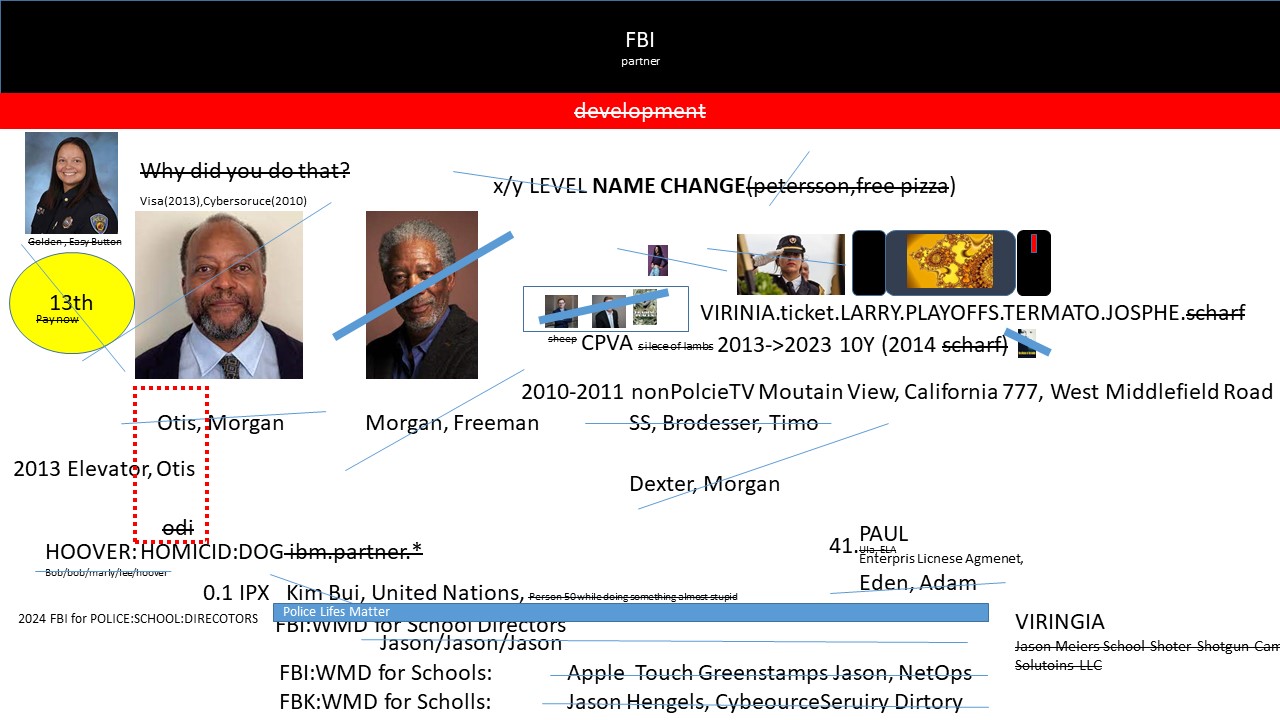 FBI
partner
development
Why did you do that?
Visa(2013),Cybersoruce(2010)
x/y LEVEL NAME CHANGE(petersson,free pizza)
Golden , Easy Button
13th
Pay now
VIRINIA.ticket.LARRY.PLAYOFFS.TERMATO.JOSPHE.scharf
sheep CPVA silece of lambs 2013->2023 10Y (2014 scharf)
2010-2011 nonPolcieTV Moutain View, California 777, West Middlefield Road
Otis, Morgan
Morgan, Freeman
SS, Brodesser, Timo
2013 Elevator, Otis
Dexter, Morgan
odi
HOOVER: HOMICID:DOG ibm.partner.*
Bob/bob/marly/lee/hoover
41.
PAUL
Ula, ELA
Enterpris Licnese Agmenet,
Eden, Adam
0.1 IPX Kim Bui, United Nations, Person 50 while doing something almost stupid
Police Lifes Matter
2024 FBI for POLICE:SCHOOL:DIRECOTORS
FBI:WMD for School Directors
Jason/Jason/Jason
VIRINGIA
Jason Meiers School Shoter Shotgun Cam
Solutoins LLC
FBI:WMD for Schools: Apple Touch Greenstamps Jason, NetOps
FBK:WMD for Scholls: Jason Hengels, CybeourceSeruiry Dirtory